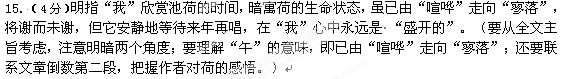 15.（4分）明指“我”欣赏池荷的时间，暗寓荷的生命状态，虽已由“喧哗”走向“寥落”，
将谢而未谢，但它安静地等待来年再唱，在“我”心中永远是“盛开的”。（要从全文主
旨考虑，注意明暗两个角度；要理解“午”的意味，即已由“喧哗”走向“寥落”；还要联
系文章倒数第二段，把握作者对荷的感悟。）↵